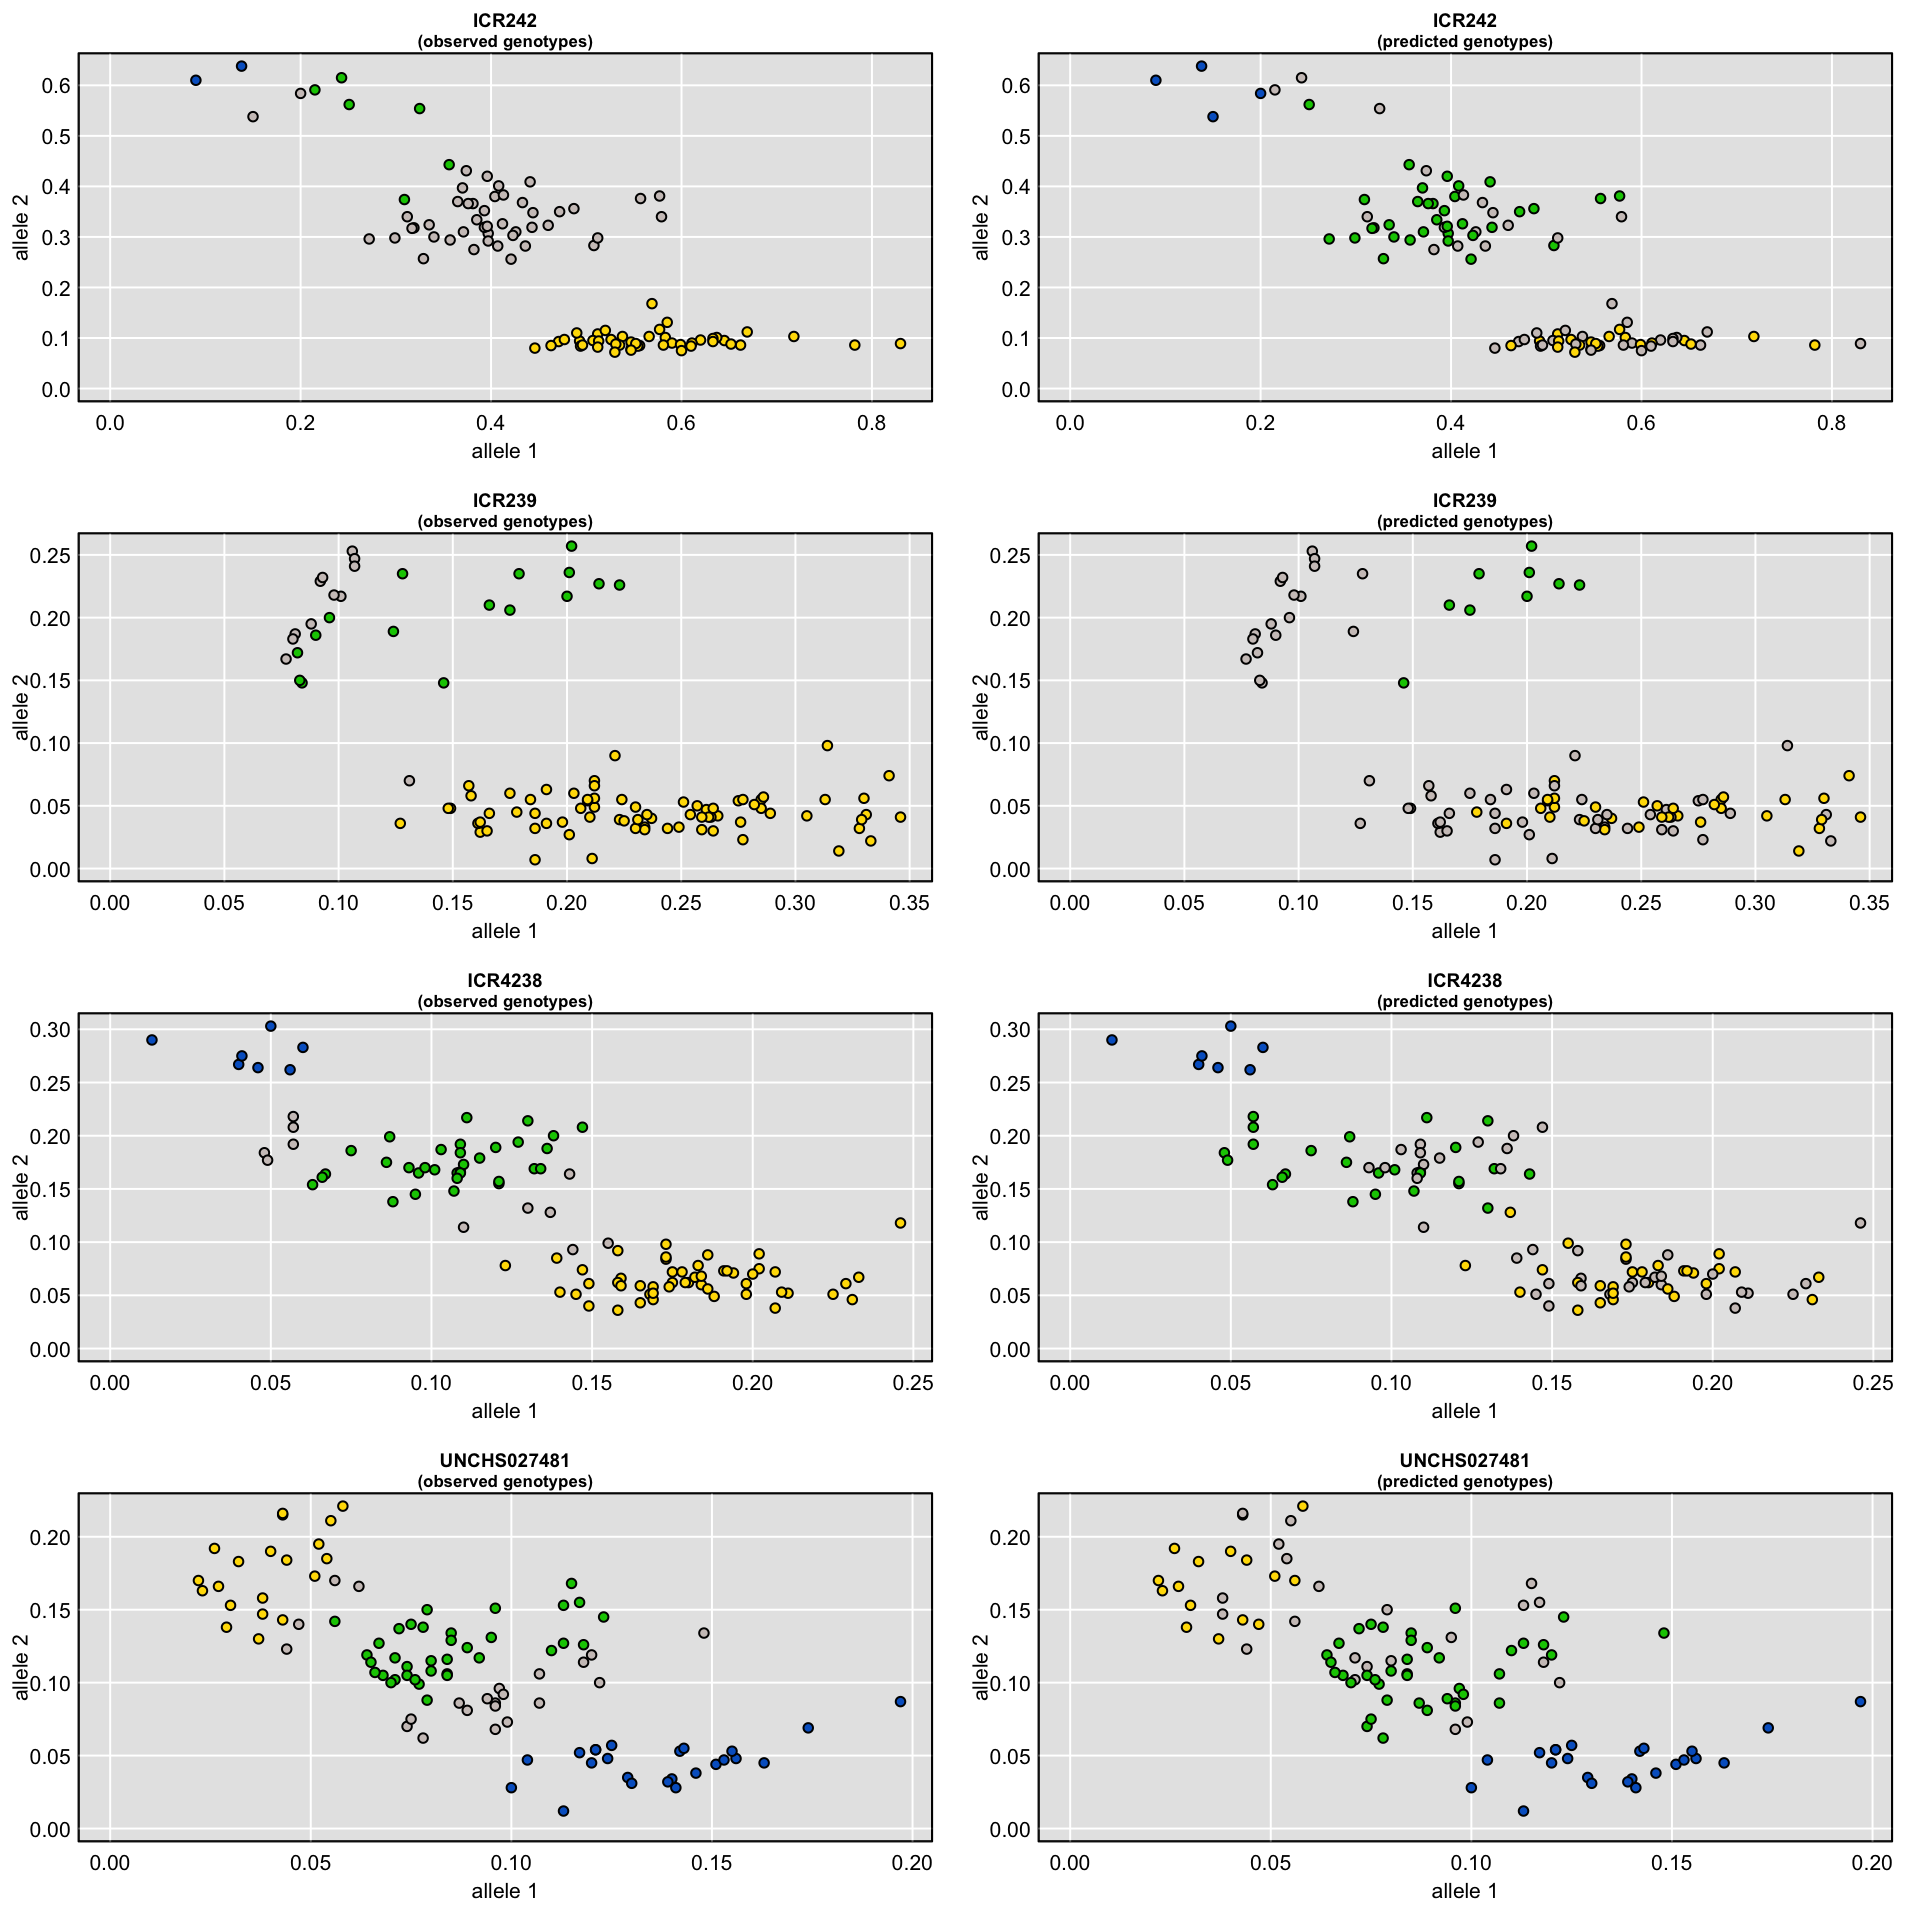 ICR242
(observed genotypes)
allele 2
0.6
0.5
0.4
0.3
0.2
0.1
0.0
0.0 0.2 0.4 0.6 0.8
allele 1
ICR242
(predicted genotypes)
allele 2
0.6
0.5
0.4
0.3
0.2
0.1
0.0
0.0 0.2 0.4 0.6 0.8
allele 1
ICR239
(observed genotypes)
allele 2
0.25
0.20
0.15
0.10
0.05
0.00
0.00 0.05 0.10 0.15 0.20 0.25 0.30 0.35
allele 1
ICR239
(predicted genotypes)
allele 2
0.25
0.20
0.15
0.10
0.05
0.00
0.00 0.05 0.10 0.15 0.20 0.25 0.30 0.35
allele 1
ICR4238
(observed genotypes)
allele 2
0.30
0.25
0.20
0.15
0.10
0.05
0.00
0.00 0.05 0.10 0.15 0.20 0.25
allele 1
ICR4238
(predicted genotypes)
allele 2
0.30
0.25
0.20
0.15
0.10
0.05
0.00
0.00 0.05 0.10 0.15 0.20 0.25
allele 1
UNCHS027481
(observed genotypes)
allele 2
0.20
0.15
0.10
0.05
0.00
0.00 0.05 0.10 0.15 0.20
allele 1
UNCHS027481
(predicted genotypes)
allele 2
0.20
0.15
0.10
0.05
0.00
0.00 0.05 0.10 0.15 0.20
allele 1